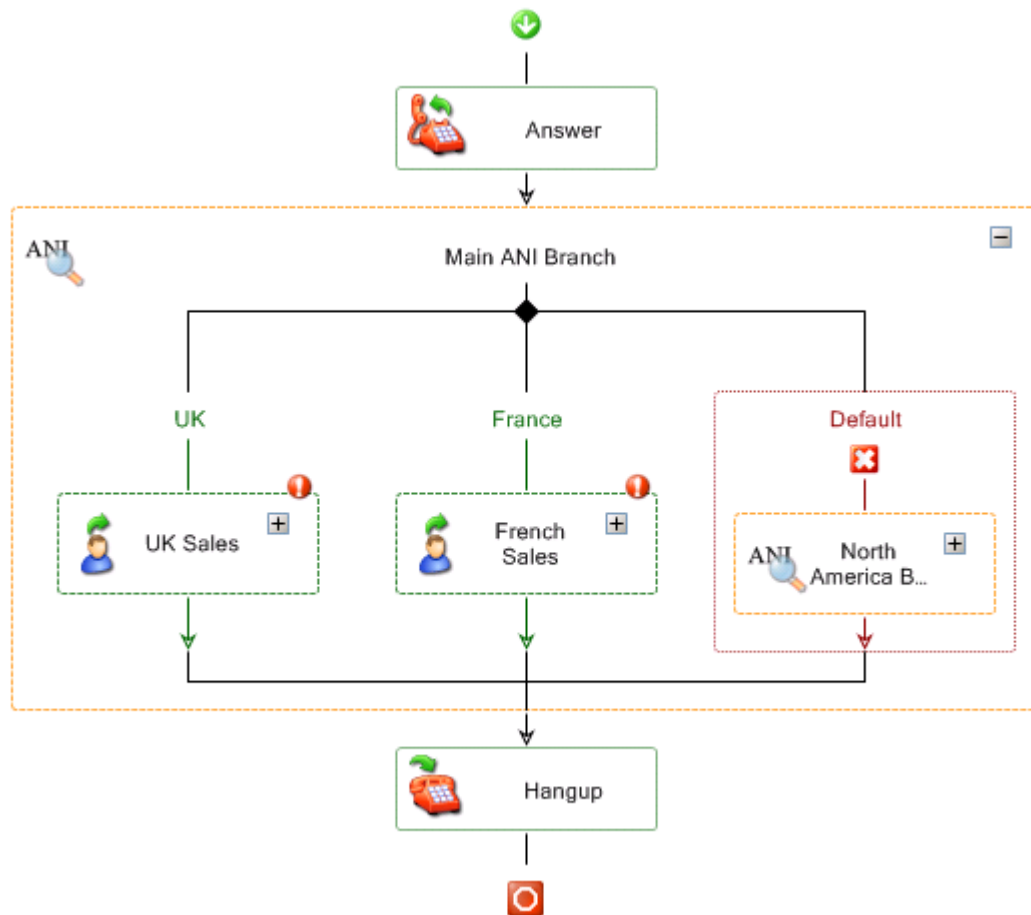 Answer
ANI
Main ANI Branch
UK
France
Default
UK Sales
French
Sales
ANI
North
America B...
Hangup